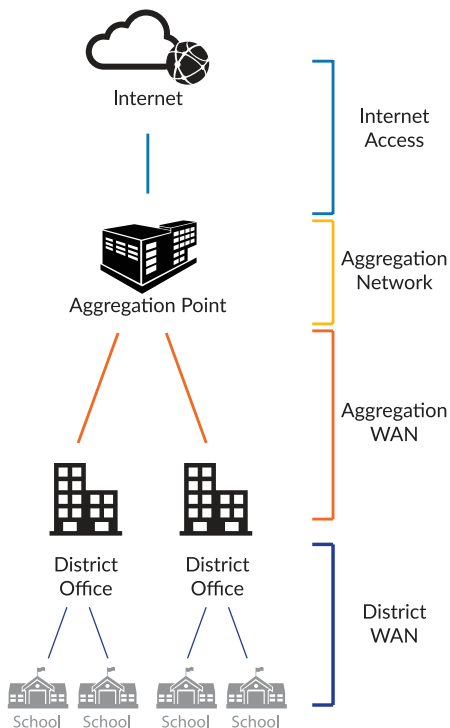 Internet
Internet
Access
Aggregation Point
Aggregation
Network
Aggregation
WAN
District
Office
District
Office
District
WAN
School
School
School
School